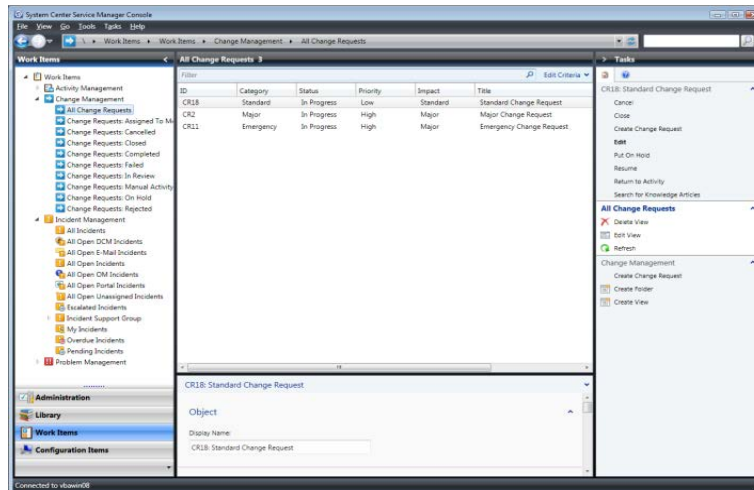 System Center Service Manager Console
File View Go Tools Tasks Help
\ ▸ Work Items ▸ Work Items ▸ Change Management ▸ All Change Requests
Work Items
Work Items
Activity Management
Change Management
All Change Requests
Change Requests: Assigned To Me
Change Requests: Cancelled
Change Requests: Closed
Change Requests: Completed
Change Requests: Failed
Change Requests: In Review
Change Requests: Manual Activity
Change Requests: On Hold
Change Requests: Rejected
Incident Management
All Incidents
All Open DCM Incidents
All Open E-Mail Incidents
All Open Incidents
All Open OM Incidents
All Open Portal Incidents
All Open Unassigned Incidents
Escalated Incidents
Incident Support Group
My Incidents
Overdue Incidents
Pending Incidents
Problem Management
Administration
Library
Work Items
Configuration Items
All Change Requests 3
Filter Edit Criteria
ID Category Status Priority Impact Title
CR18 Standard In Progress Low Standard Standard Change Request
CR2 Major In Progress High Major Major Change Request
CR11 Emergency In Progress High Major Emergency Change Request
CR18: Standard Change Request
Object
Display Name:
CR18: Standard Change Request
Tasks
CR18: Standard Change Request
Cancel
Close
Create Change Request
Edit
Put On Hold
Resume
Return to Activity
Search for Knowledge Articles
All Change Requests
Delete View
Edit View
Refresh
Change Management
Create Change Request
Create Folder
Create View
Connected to vbawin08